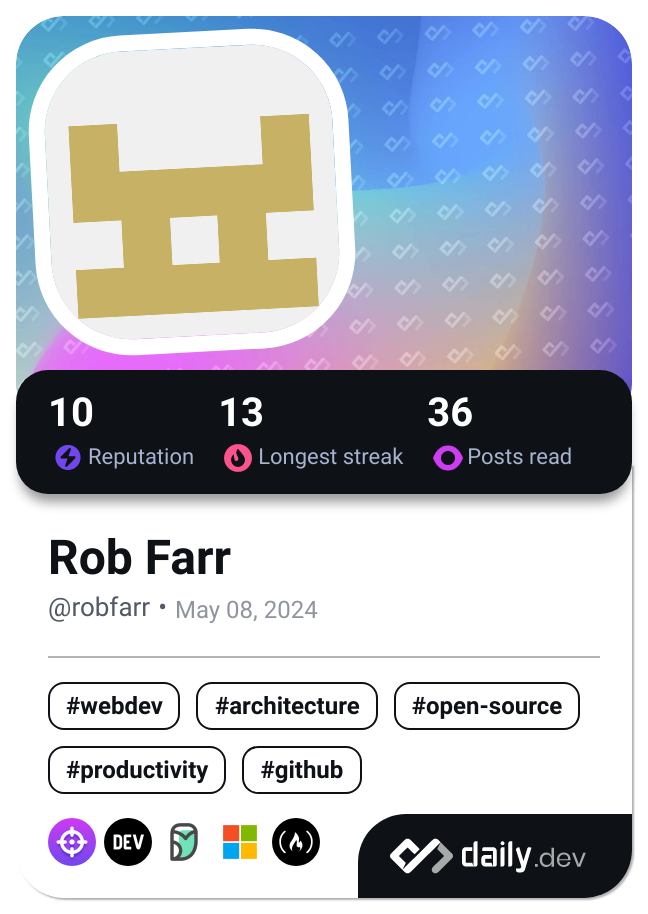 10 13 36
Reputation Longest streak Posts read
Rob Farr
@robfarr • May 08, 2024
#webdev #architecture #open-source
#productivity #github
DEV
daily.dev